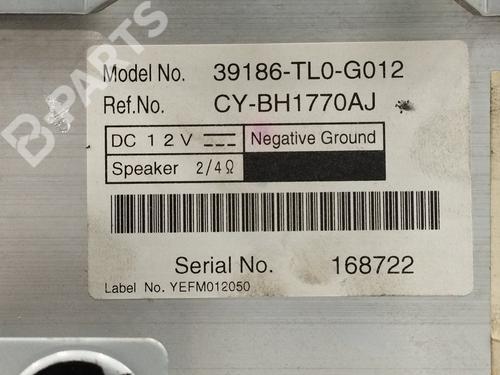 B-PARTS
Model No. 39186-TL0-G012
Ref.No. CY-BH1770AJ
DC 12V Negative Ground
Speaker 2/4Ω
Serial No. 168722
Label No. YEFM012050